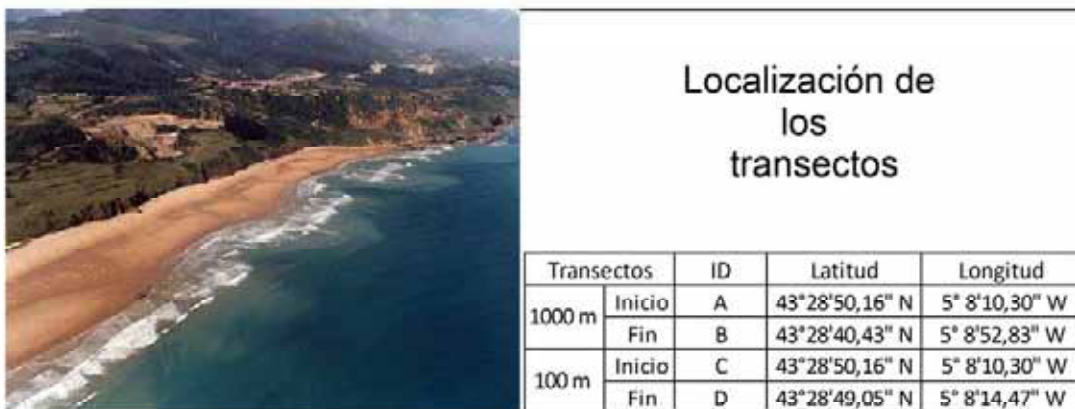 Localización de
los
transectos
Transectos ID Latitud Longitud
1000 m Inicio A 43°28'50,16" N 5° 8'10,30" W
Fin B 43°28'40,43" N 5° 8'52,83" W
100 m Inicio C 43°28'50,16" N 5° 8'10,30" W
Fin D 43°28'49,05" N 5° 8'14,47" W